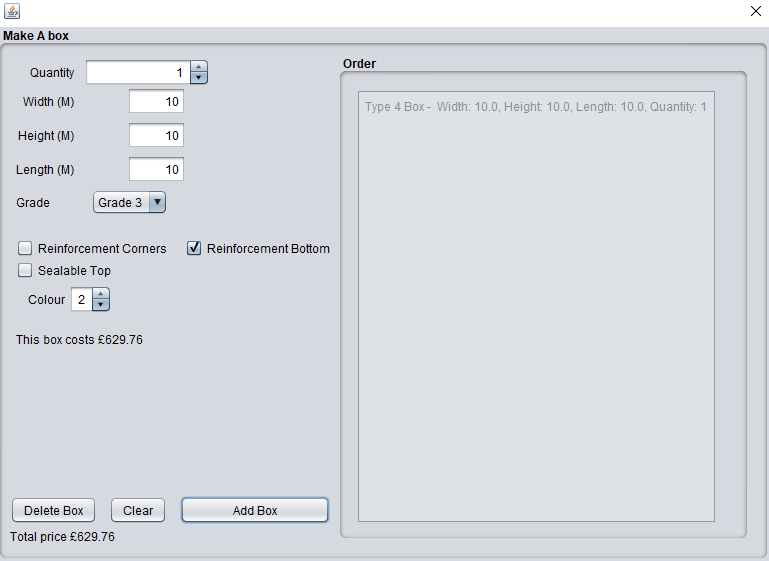 Make A box
Quantity 1
Width (M) 10
Height (M) 10
Length (M) 10
Grade Grade 3
Reinforcement Corners Reinforcement Bottom
Sealable Top
Colour 2
This box costs £629.76
Delete Box Clear Add Box
Total price £629.76
Order
Type 4 Box - Width: 10.0, Height: 10.0, Length: 10.0, Quantity: 1